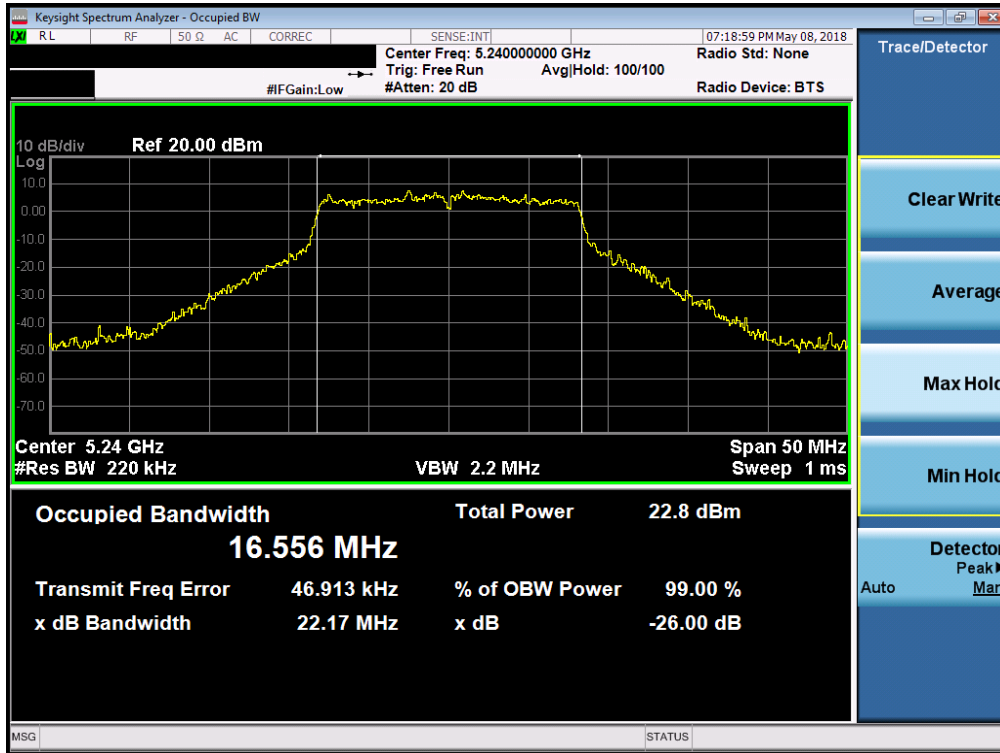 Keysight Spectrum Analyzer - Occupied BW
LXI RL RF 50 Ω AC CORREC SENSE:INT 07:18:59 PM May 08, 2018
Center Freq: 5.240000000 GHz Radio Std: None
Trig: Free Run Avg|Hold: 100/100
#IFGain:Low #Atten: 20 dB Radio Device: BTS
Trace/Detector
10 dB/div Ref 20.00 dBm
Log
10.0
0.00
-10.0
-20.0
-30.0
-40.0
-50.0
-60.0
-70.0
Center 5.24 GHz Span 50 MHz
#Res BW 220 kHz VBW 2.2 MHz Sweep 1 ms
Occupied Bandwidth Total Power 22.8 dBm
16.556 MHz
Transmit Freq Error 46.913 kHz % of OBW Power 99.00 %
x dB Bandwidth 22.17 MHz x dB -26.00 dB
Clear Write
Average
Max Hold
Min Hold
Detector
Peak
Auto Man
MSG STATUS